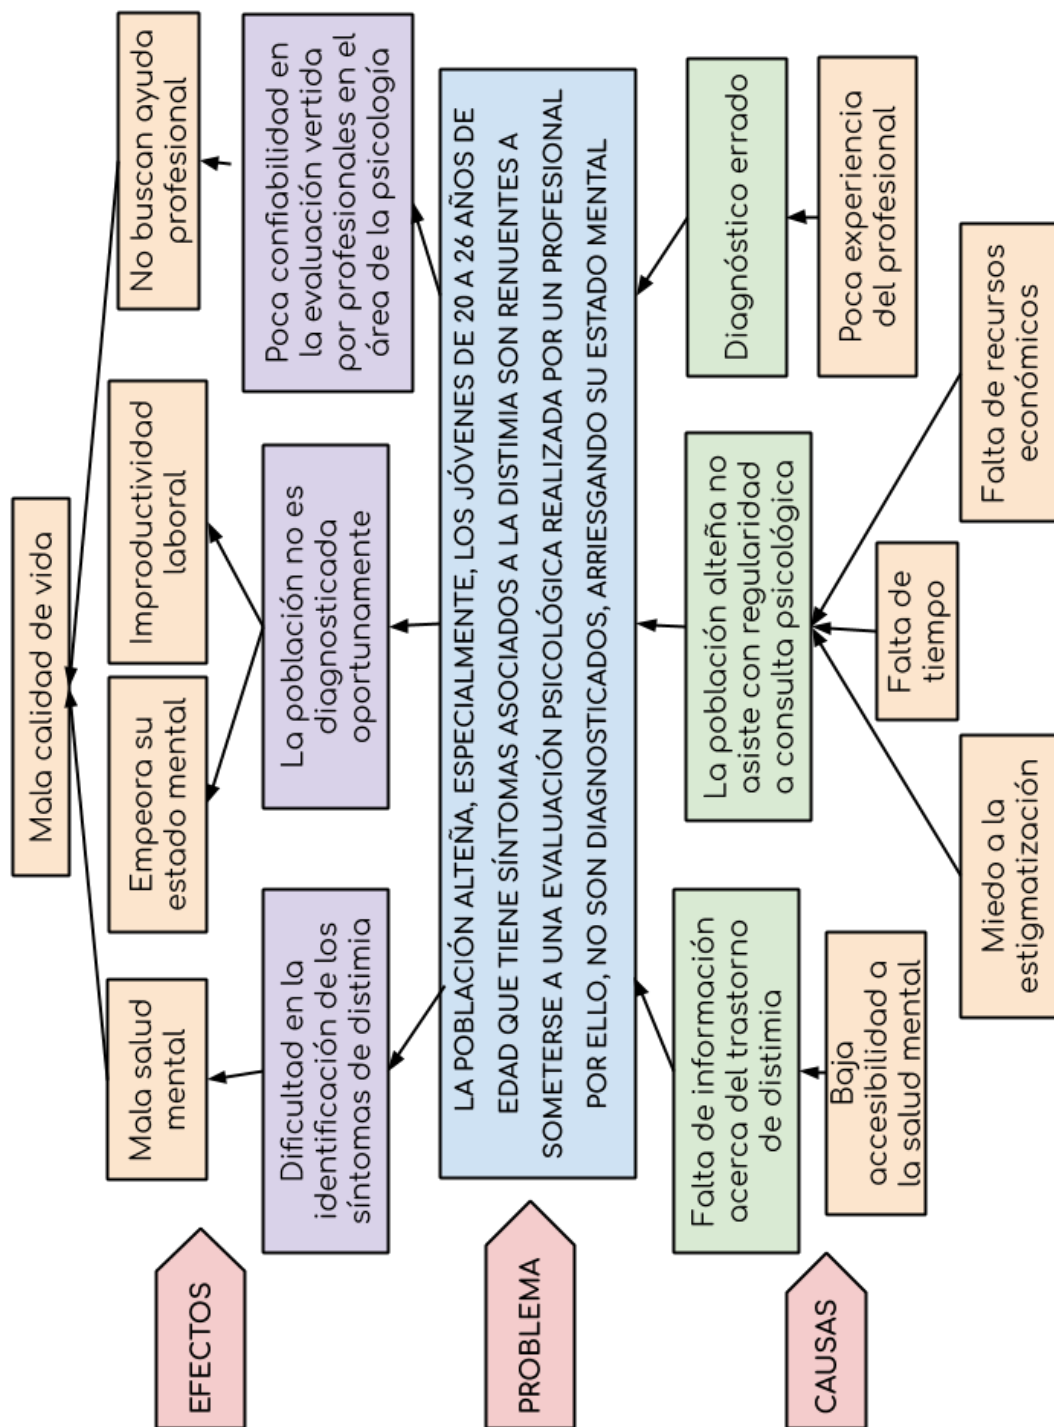 Mala calidad de vida
Mala salud
mental
Empeora su
estado mental
Improductividad
laboral
No buscan ayuda
profesional
EFECTOS
Dificultad en la
identificación de los
síntomas de distimia
La población no es
diagnosticada
oportunamente
Poca confiabilidad en
la evaluación vertida
por profesionales en el
área de la psicología
PROBLEMA
LA POBLACIÓN ALTEÑA, ESPECIALMENTE, LOS JÓVENES DE 20 A 26 AÑOS DE
EDAD QUE TIENE SÍNTOMAS ASOCIADOS A LA DISTIMIA SON RENUENTES A
SOMETERSE A UNA EVALUACIÓN PSICOLÓGICA REALIZADA POR UN PROFESIONAL
POR ELLO, NO SON DIAGNOSTICADOS, ARRIESGANDO SU ESTADO MENTAL
Falta de información
acerca del trastorno
de distimia
La población alteña no
asiste con regularidad
a consulta psicológica
Diagnóstico errado
CAUSAS
Baja
accesibilidad a
la salud mental
Falta de
tiempo
Poca experiencia
del profesional
Miedo a la
estigmatización
Falta de recursos
económicos